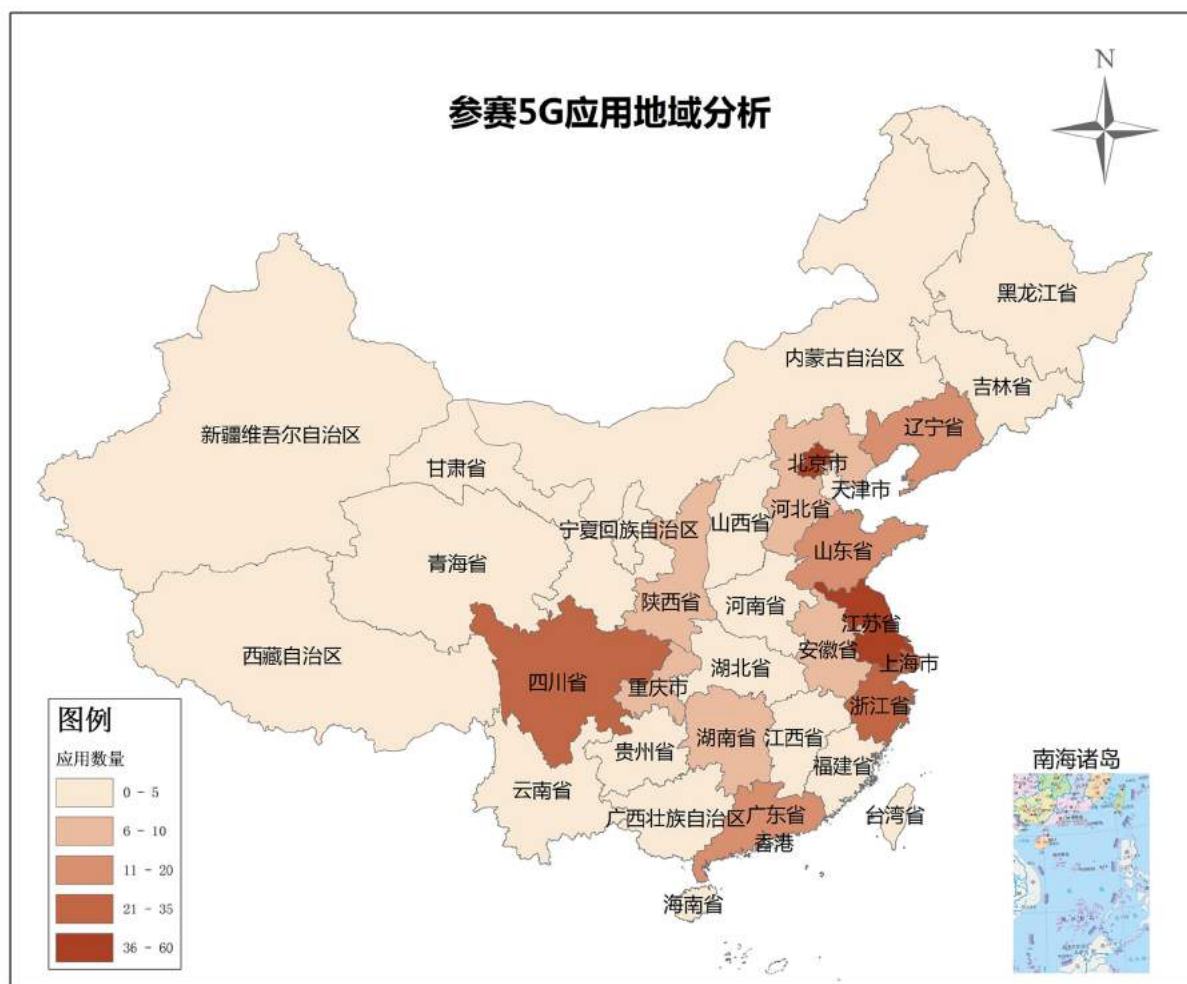 N
参赛5G应用地域分析
黑龙江省
内蒙古自治区
吉林省
新疆维吾尔自治区
辽宁省
甘肃省
北京市
天津市
河北省
宁夏回族自治区
山西省
山东省
青海省
陕西省
河南省
江苏省
西藏自治区
安徽省
上海市
湖北省
四川省
重庆市
浙江省
湖南省
江西省
贵州省
福建省
云南省
广西壮族自治区
广东省
台湾省
香港
海南省
图例
应用数量
0 - 5
6 - 10
11 - 20
21 - 35
36 - 60
南海诸岛